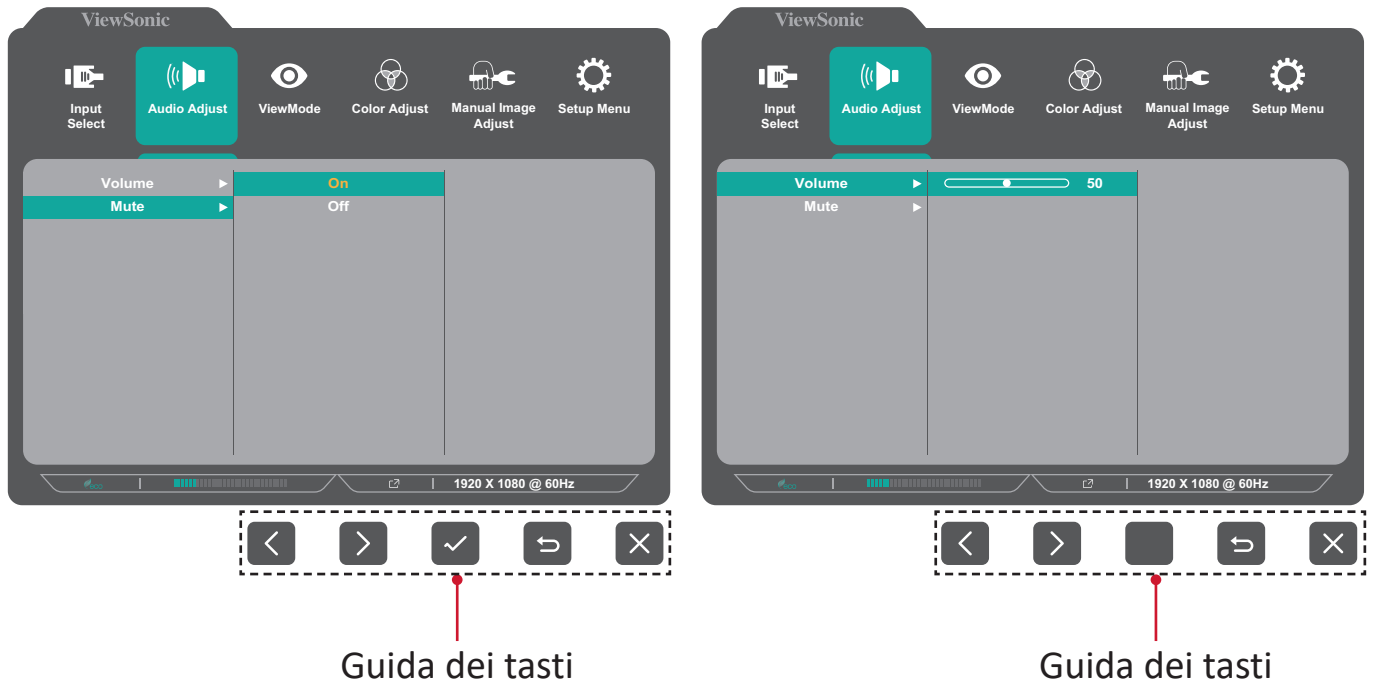 ViewSonic
Input
Select
Audio Adjust
ViewMode
Color Adjust
Manual Image
Adjust
Setup Menu
Volume
On
Mute
Off
eco
1920 X 1080 @ 60Hz
Guida dei tasti
ViewSonic
Input
Select
Audio Adjust
ViewMode
Color Adjust
Manual Image
Adjust
Setup Menu
Volume
50
Mute
eco
1920 X 1080 @ 60Hz
Guida dei tasti